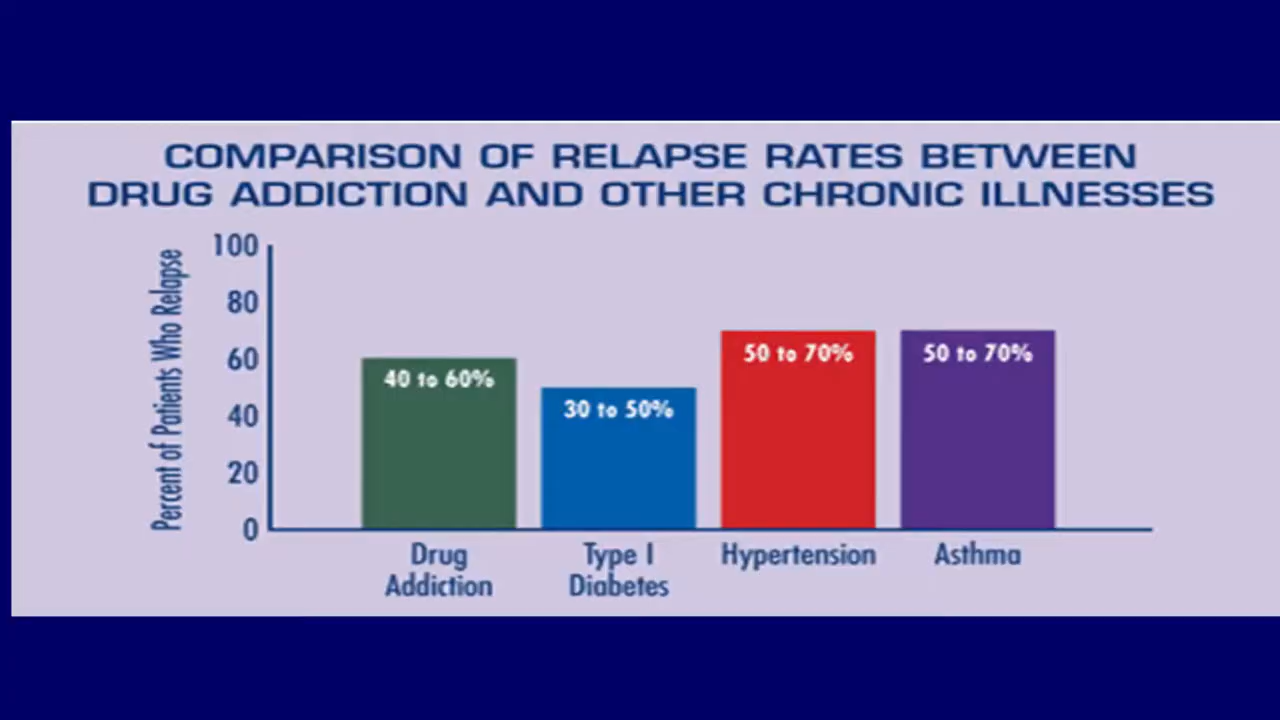 COMPARISON OF RELAPSE RATES BETWEEN
DRUG ADDICTION AND OTHER CHRONIC ILLNESSES
Percent of Patients Who Relapse
100
80
60
40
20
0
40 to 60%
30 to 50%
50 to 70%
50 to 70%
Drug
Addiction
Type I
Diabetes
Hypertension
Asthma